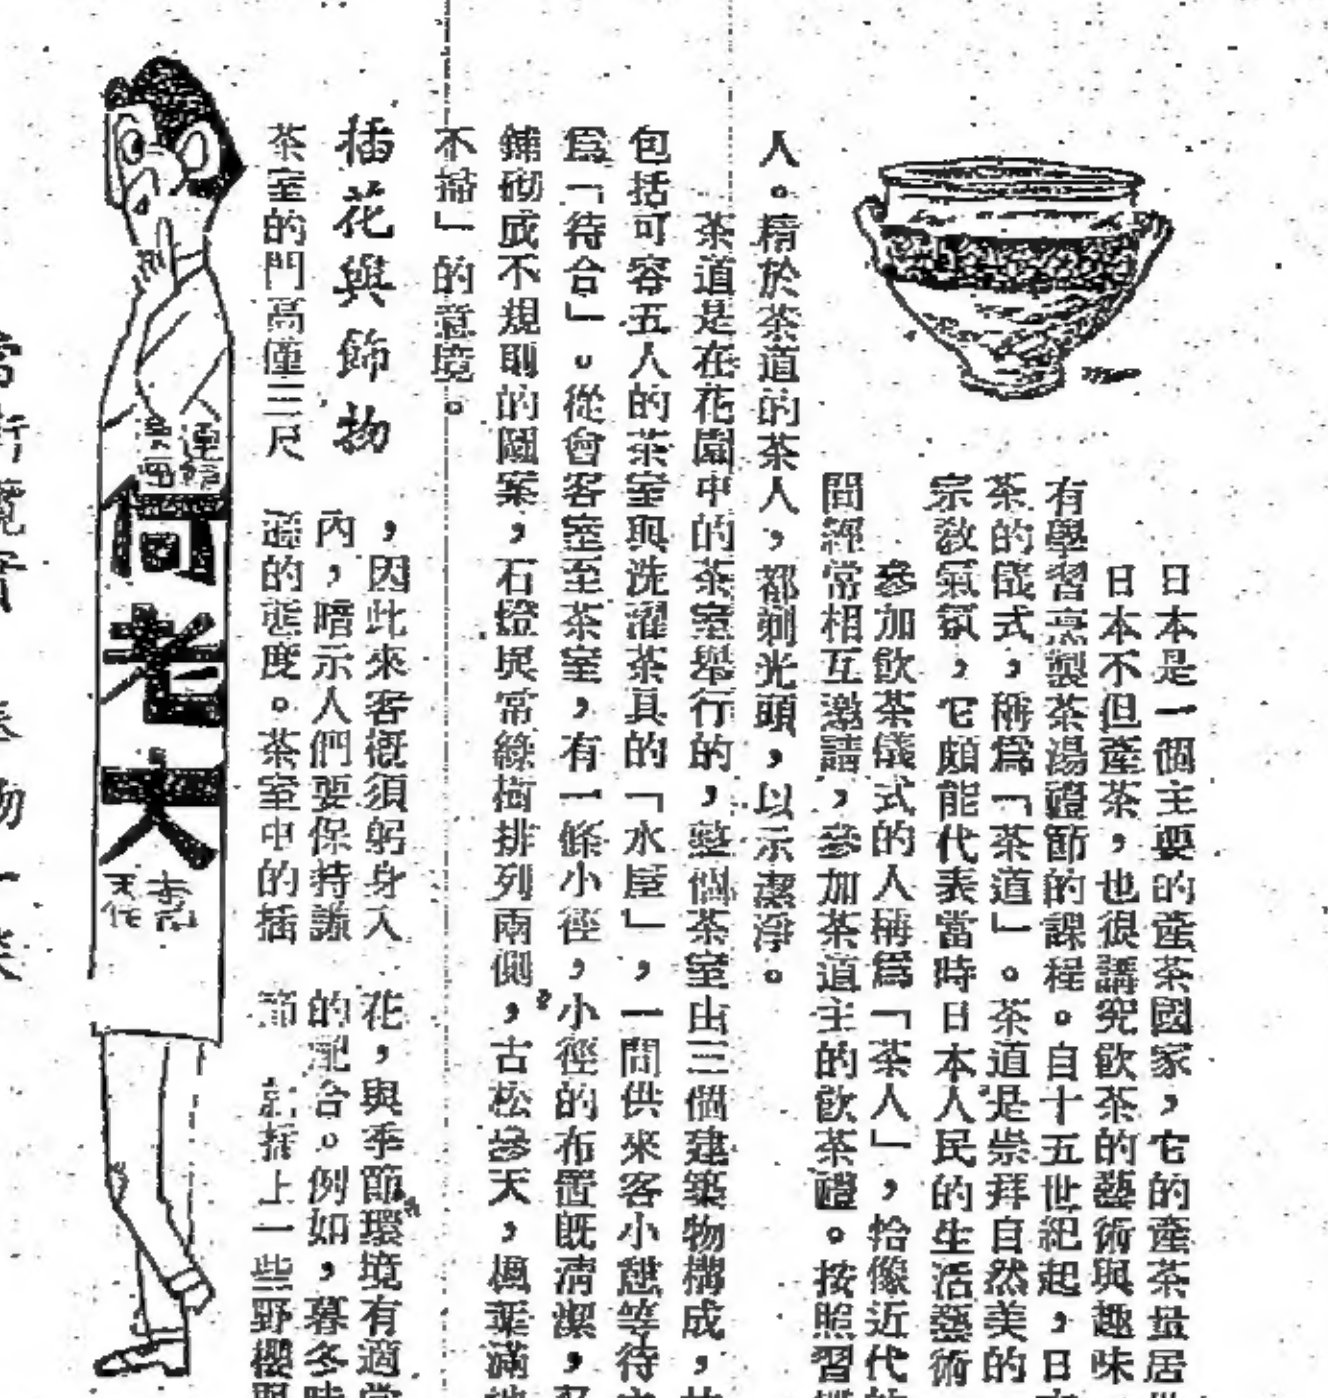 日本是一個主要的產茶國家，它的產茶量居
日本不但產茶，也很講究飲茶的藝術與趣味
有學習烹製茶湯禮節的課程。自十五世紀起，日
茶的儀式，稱爲「茶道」。茶道是崇拜自然美的
宗敎氣氛，它頗能代表當時日本人民的生活藝術
參加飲茶儀式的人稱爲「茶人」，恰像近代
間經常相互邀請，參加茶道主的飲茶禮。按照習
人。精於茶道的茶人，都剃光頭，以示潔淨。
茶道是在花園中的茶室舉行的，整個茶室由三個建築物構成，
包括可容五人的茶室與洗濯茶具的「水屋」，一間供來客小憇等待
爲「待合」。從會客室至茶室，有一條小徑，小徑的布置既清潔，
鋪砌成不規則的圖案，石燈與常綠樹排列兩側，古松參天，楓葉滿
不掃」的意境。
插花與飾物
茶室的門高僅三尺
，因此來客概須躬身入
內，暗示人們要保持謙
遜的態度。茶室中的插
花，與季節環境有適
的配合。例如，暮冬
節 括上一些野櫻
何老大